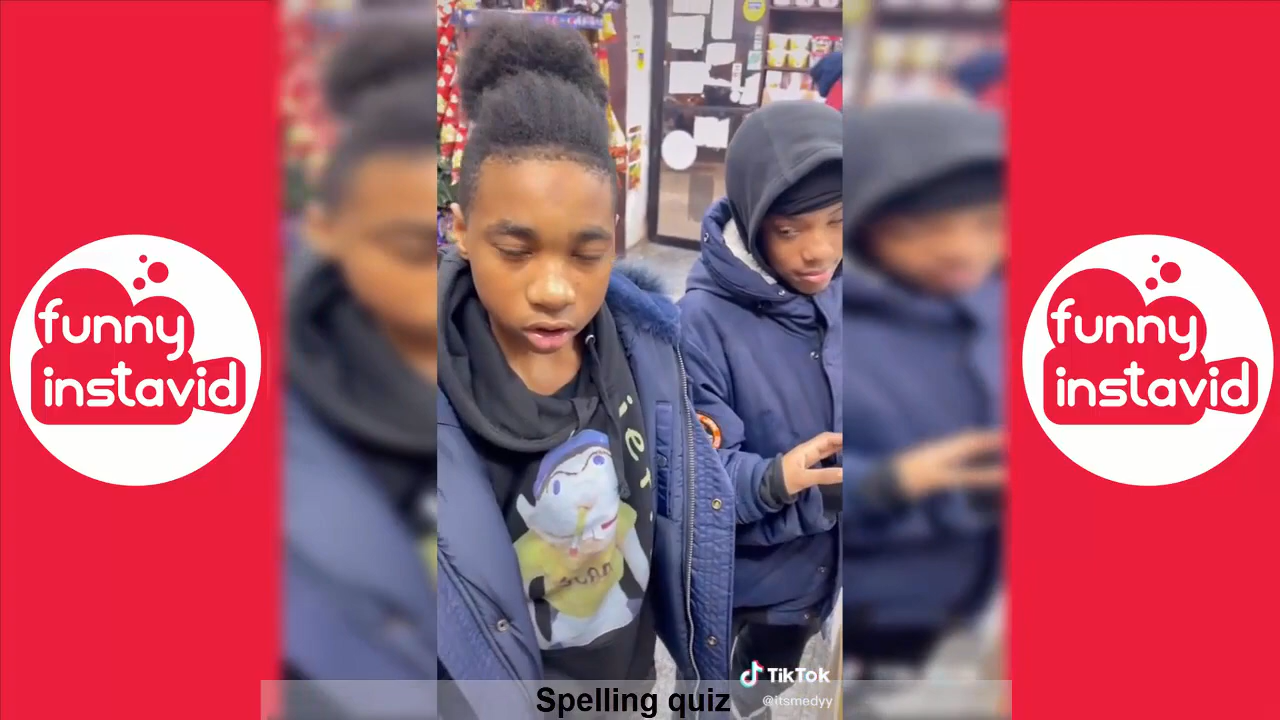 funny
instavid
funny
instavid
TikTok
@itsmedyy
Spelling quiz